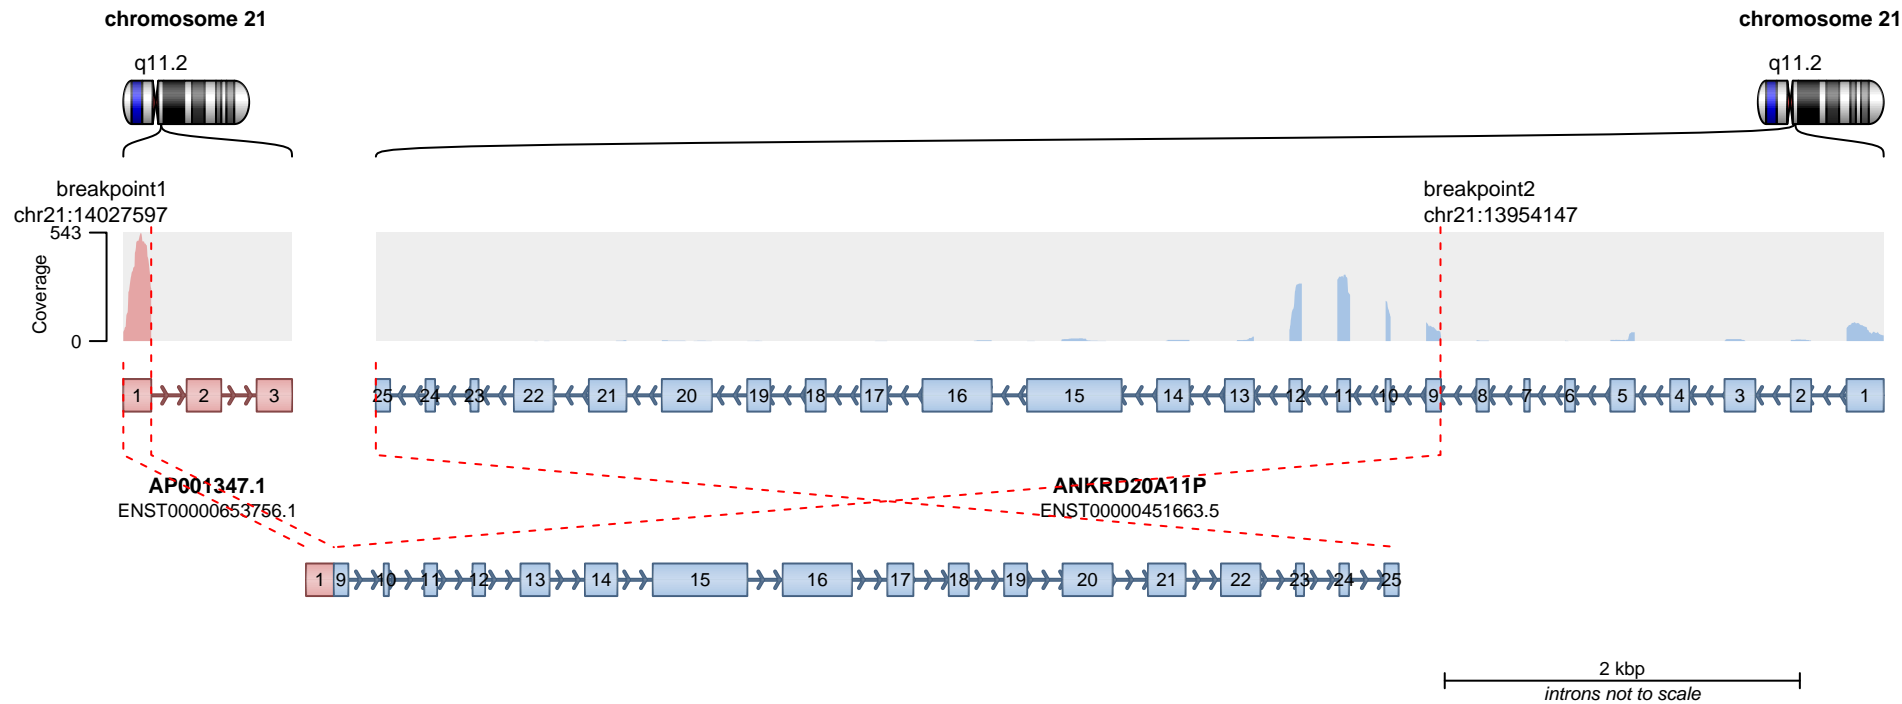 chromosome 21
chromosome 21
q11.2
q11.2
breakpoint1
chr21:14027597
breakpoint2
chr21:13954147
543
Coverage
0
1 2 3
25 24 23 22 21 20 19 18 17 16 15 14 13 12 11 10 9 8 7 6 5 4 3 2 1
AP001347.1
ENST00000653756.1
ANKRD20A11P
ENST00000451663.5
1 9 10 11 12 13 14 15 16 17 18 19 20 21 22 23 24 25
2 kbp
introns not to scale